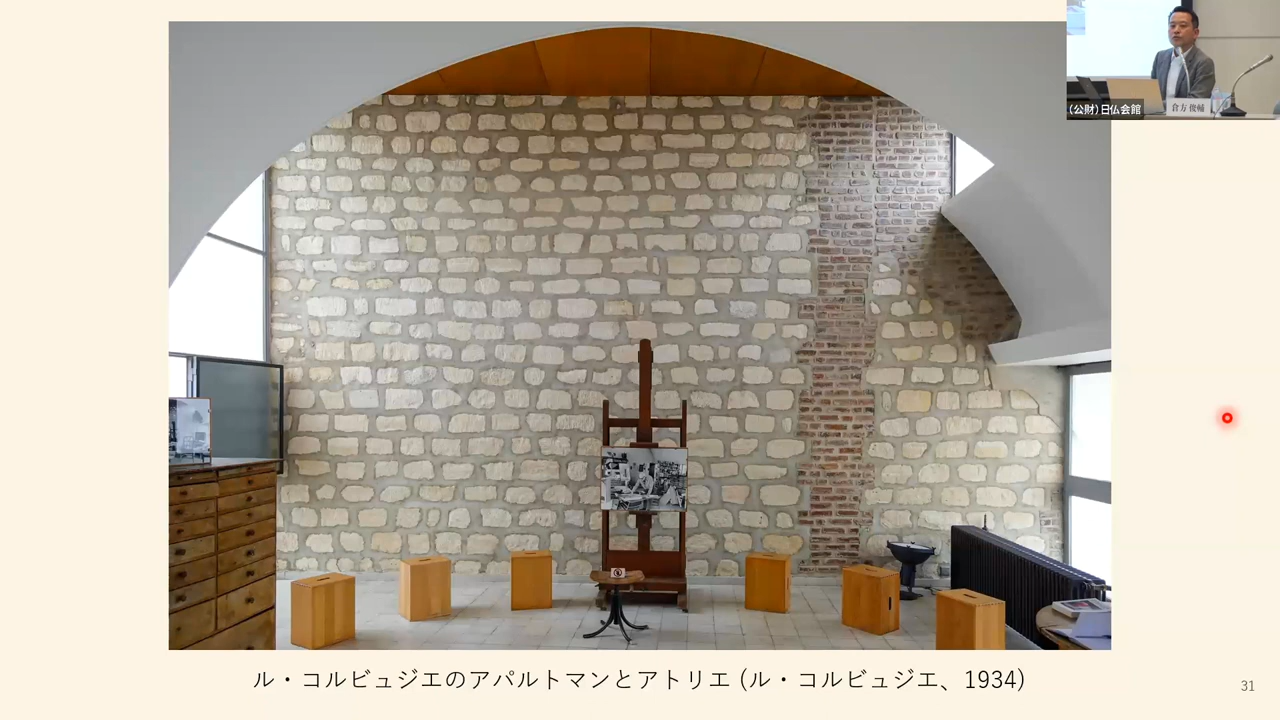 (公財)日仏会館
倉方 俊輔
ル・コルビュジエのアパルトマンとアトリエ (ル・コルビュジエ、1934)
31